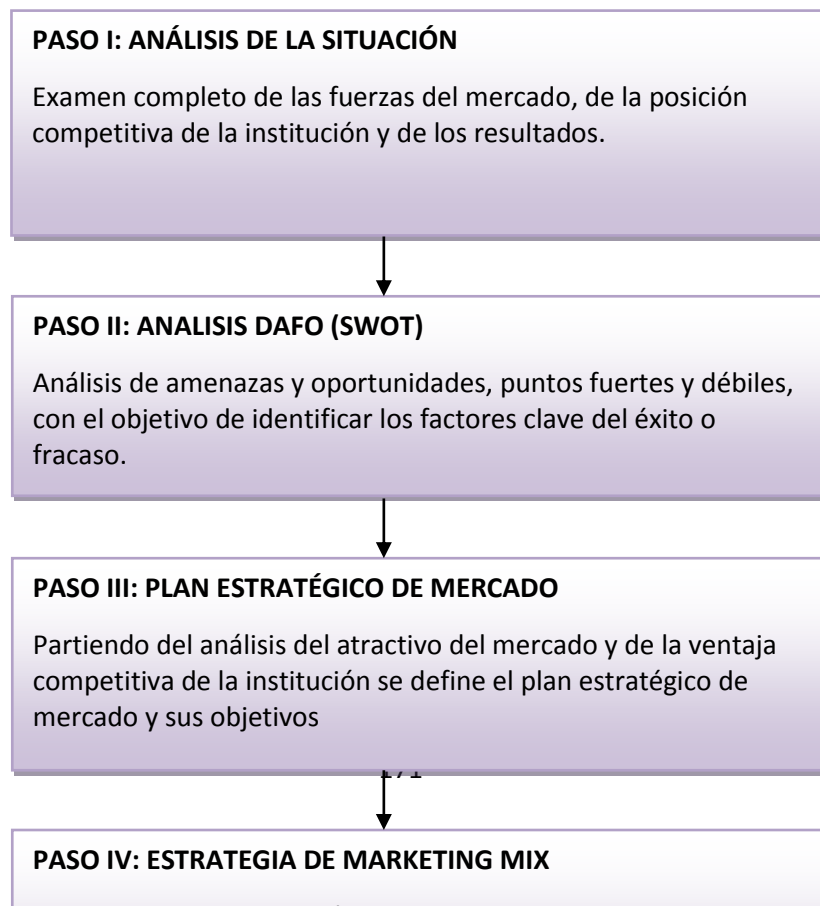 PASO I: ANÁLISIS DE LA SITUACIÓN
Examen completo de las fuerzas del mercado, de la posición
competitiva de la institución y de los resultados.
PASO II: ANALISIS DAFO (SWOT)
Análisis de amenazas y oportunidades, puntos fuertes y débiles,
con el objetivo de identificar los factores clave del éxito o
fracaso.
PASO III: PLAN ESTRATÉGICO DE MERCADO
Partiendo del análisis del atractivo del mercado y de la ventaja
competitiva de la institución se define el plan estratégico de
mercado y sus objetivos
PASO IV: ESTRATEGIA DE MARKETING MIX